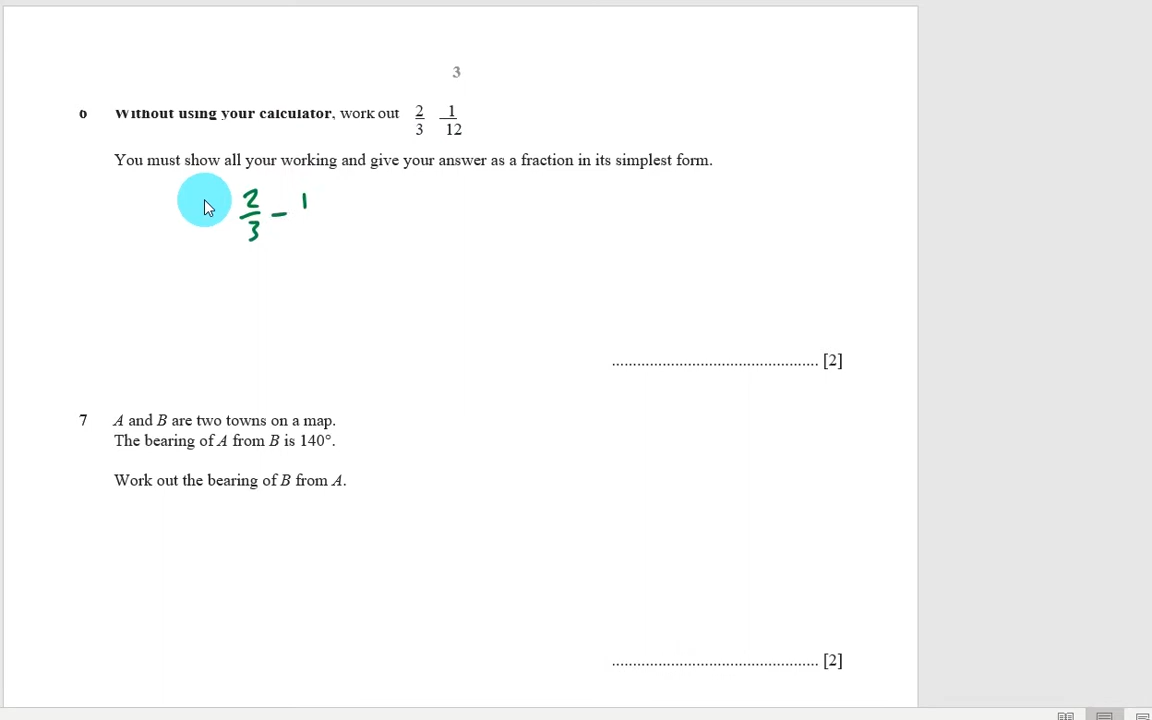 3
6 Without using your calculator, work out 2/3 - 1/12
You must show all your working and give your answer as a fraction in its simplest form.
2/3 - 1
.................................................. [2]
7 A and B are two towns on a map.
The bearing of A from B is 140°.
Work out the bearing of B from A.
.................................................. [2]